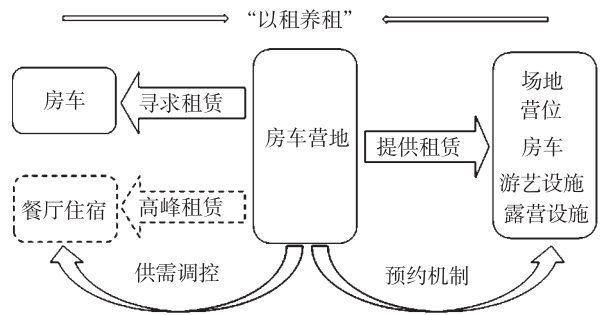 “以租养租”
房车
寻求租赁
房车营地
提供租赁
场地
营位
房车
游艺设施
露营设施
餐厅住宿
高峰租赁
供需调控
预约机制